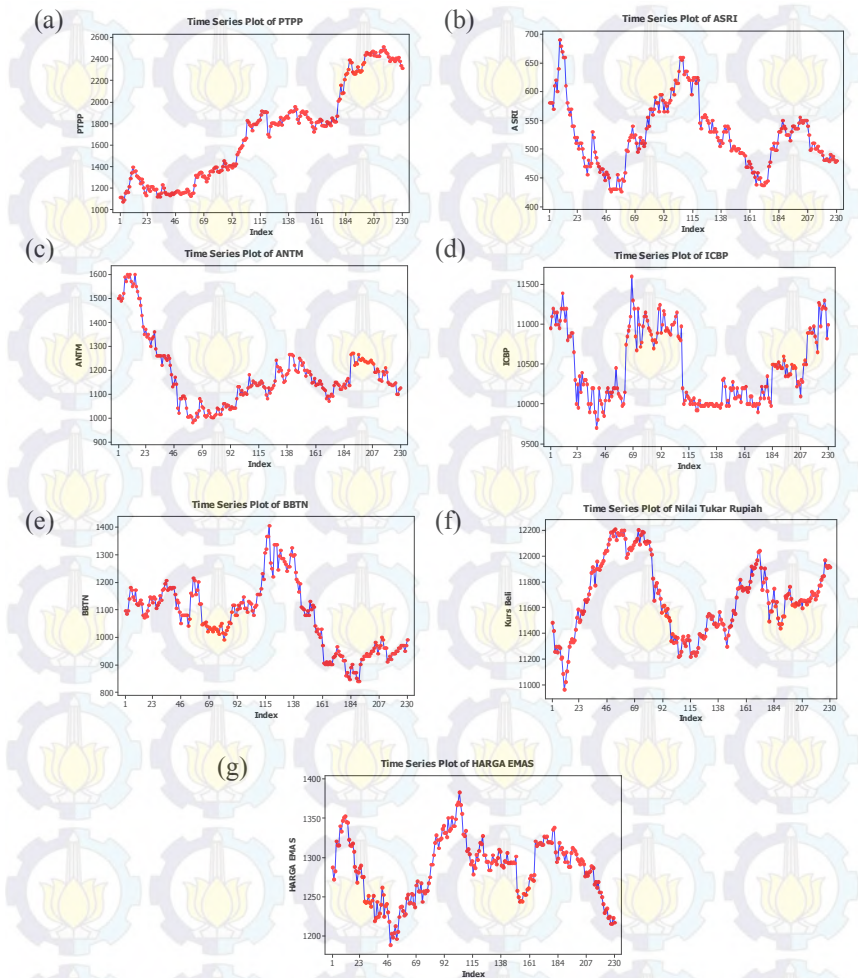 (a)
Time Series Plot of PTPP
2600
2400
2200
2000
1800
1600
1400
1200
1000
PTPP
1 23 46 69 92 115 138 161 184 207 230
Index
(b)
Time Series Plot of ASRI
700
650
600
550
500
450
400
ASRI
1 23 46 69 92 115 138 161 184 207 230
Index
(c)
Time Series Plot of ANTM
1600
1500
1400
1300
1200
1100
1000
900
ANTM
1 23 46 69 92 115 138 161 184 207 230
Index
(d)
Time Series Plot of ICBP
11500
11000
10500
10000
9500
ICBP
1 23 46 69 92 115 138 161 184 207 230
Index
(e)
Time Series Plot of BBTN
1400
1300
1200
1100
1000
900
800
BBTN
1 23 46 69 92 115 138 161 184 207 230
Index
(f)
Time Series Plot of Nilai Tukar Rupiah
12200
12000
11800
11600
11400
11200
11000
Kurs Beli
1 23 46 69 92 115 138 161 184 207 230
Index
(g)
Time Series Plot of HARGA EMAS
1400
1350
1300
1250
1200
HARGA EMAS
1 23 46 69 92 115 138 161 184 207 230
Index